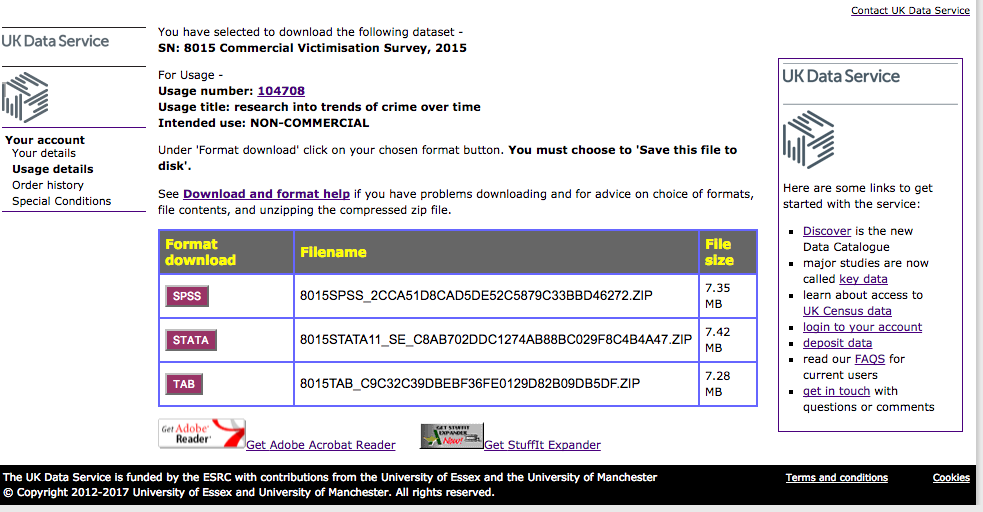 Contact UK Data Service
UK Data Service
Your account
Your details
Usage details
Order history
Special Conditions
You have selected to download the following dataset -
SN: 8015 Commercial Victimisation Survey, 2015
For Usage -
Usage number: 104708
Usage title: research into trends of crime over time
Intended use: NON-COMMERCIAL
Under 'Format download' click on your chosen format button. You must choose to 'Save this file to
disk'.
See Download and format help if you have problems downloading and for advice on choice of formats,
file contents, and unzipping the compressed zip file.
Format
download
Filename
File
size
SPSS
8015SPSS_2CCA51D8CAD5DE52C5879C33BBD46272.ZIP
7.35
MB
STATA
8015STATA11_SE_C8AB702DDC1274AB88BC029F8C4B4A47.ZIP
7.42
MB
TAB
8015TAB_C9C32C39DBEBF36FE0129D82B09DB5DF.ZIP
7.28
MB
Get Adobe
Reader
Get Adobe Acrobat Reader
GET STUFFIT
EXPANDER
Now!
Get StuffIt Expander
UK Data Service
Here are some links to get
started with the service:
Discover is the new
Data Catalogue
major studies are now
called key data
learn about access to
UK Census data
login to your account
deposit data
read our FAQS for
current users
get in touch with
questions or comments
The UK Data Service is funded by the ESRC with contributions from the University of Essex and the University of Manchester
© Copyright 2012-2017 University of Essex and University of Manchester. All rights reserved.
Terms and conditions
Cookies